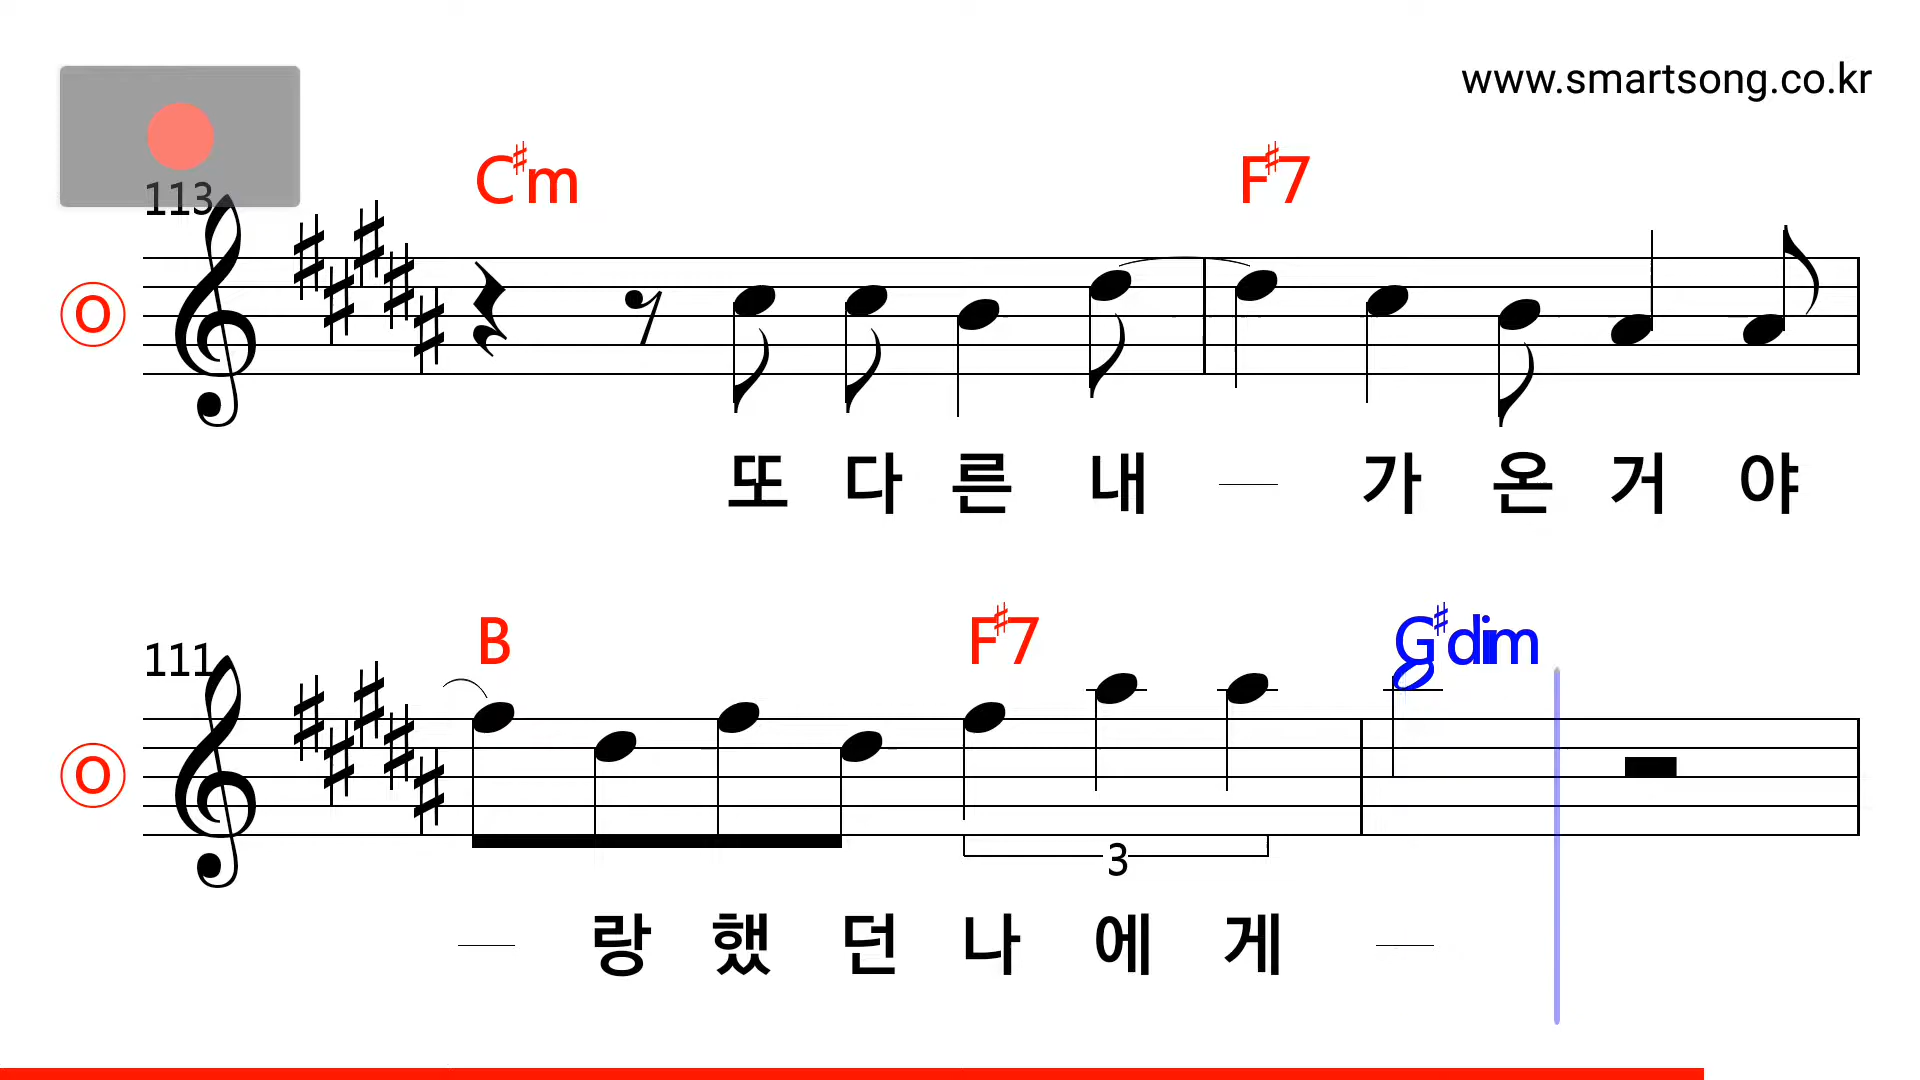 www.smartsong.co.kr
C♯m F♯7
113
O
또 다 른 내 가 온 거 야
B F♯7 G♯dim
111
O
3
랑 했 던 나 에 게